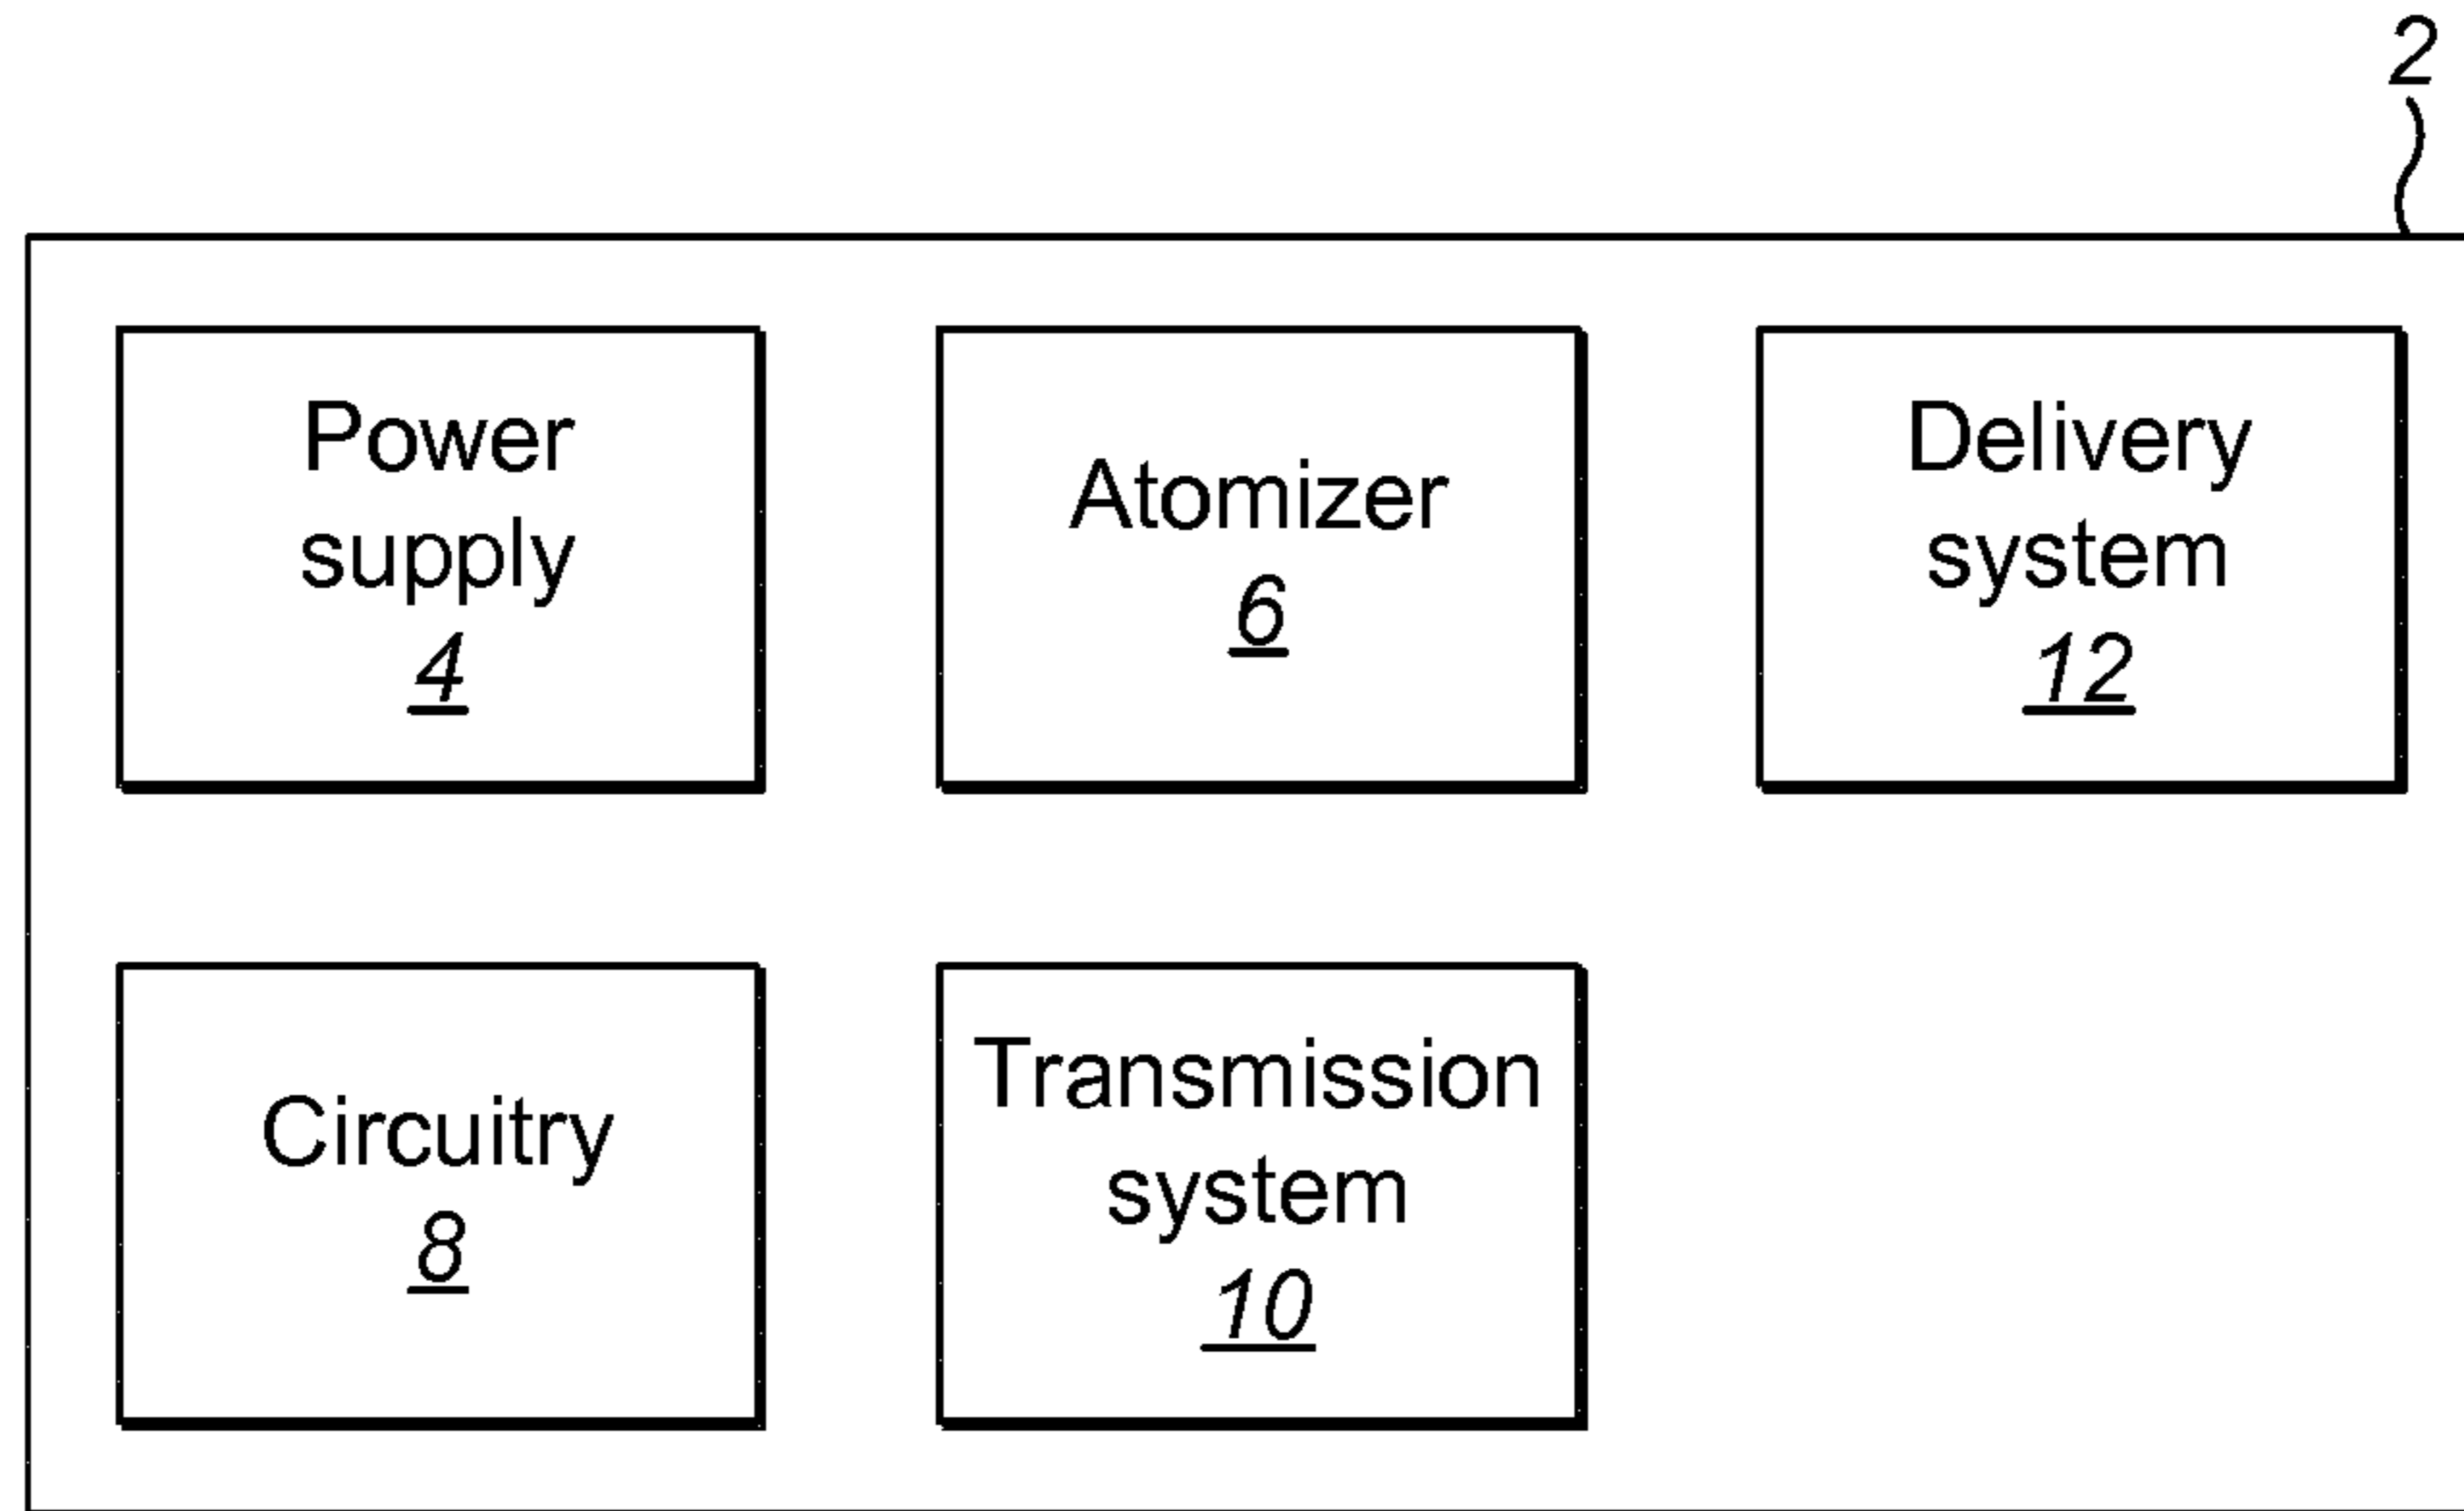 2
Power
supply
4
Atomizer
6
Delivery
system
12
Circuitry
8
Transmission
system
10